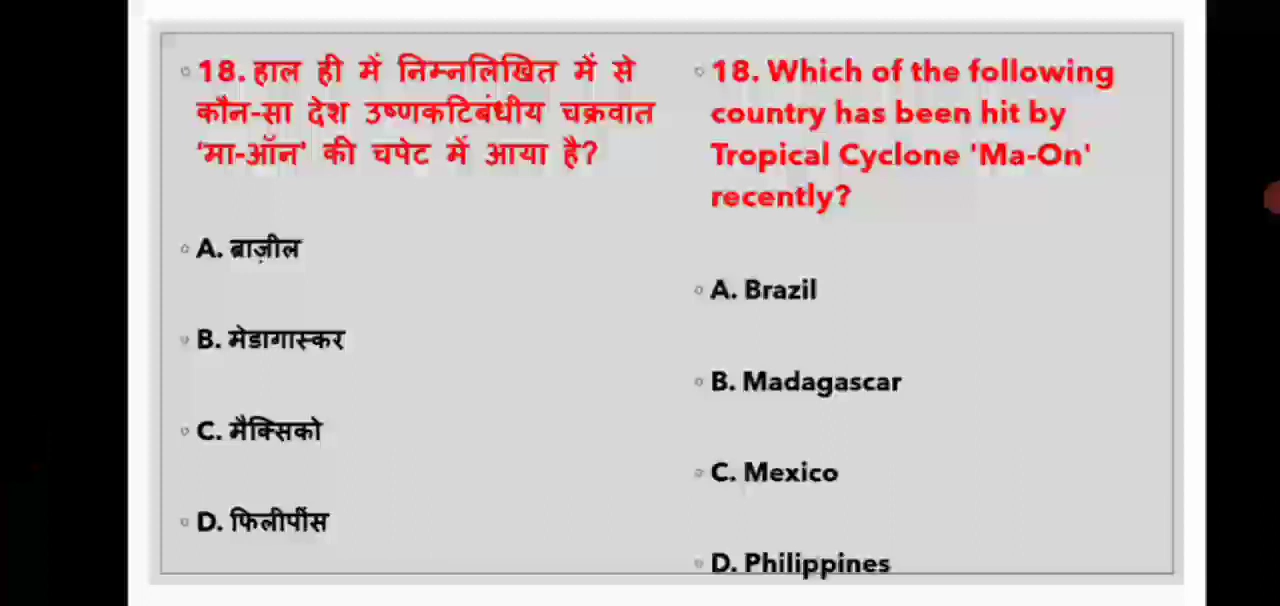 18. हाल ही में निम्नलिखित में से
कौन-सा देश उष्णकटिबंधीय चक्रवात
'मा-ऑन' की चपेट में आया है?
A. ब्राज़ील
B. मेडागास्कर
C. मैक्सिको
D. फिलीपींस
18. Which of the following
country has been hit by
Tropical Cyclone 'Ma-On'
recently?
A. Brazil
B. Madagascar
C. Mexico
D. Philippines